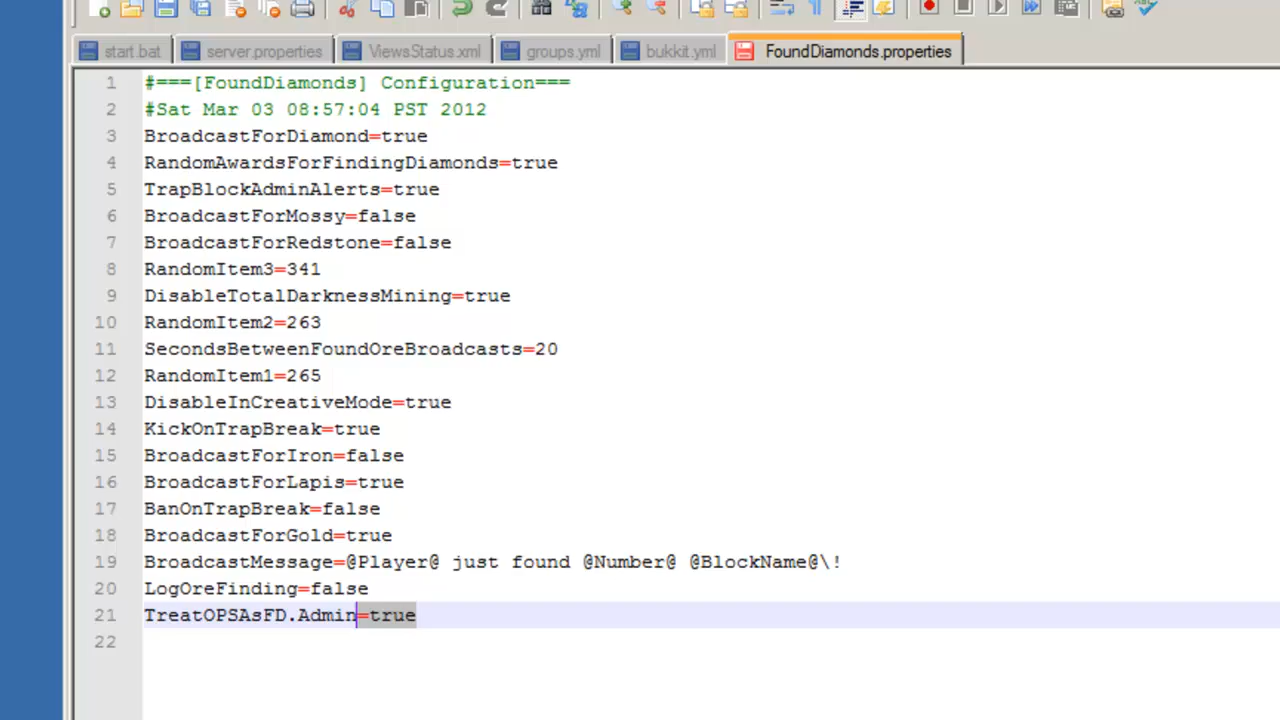 start.bat server.properties ViewsStatus.xml groups.yml bukkit.yml FoundDiamonds.properties
1 #===[FoundDiamonds] Configuration===
2 #Sat Mar 03 08:57:04 PST 2012
3 BroadcastForDiamond=true
4 RandomAwardsForFindingDiamonds=true
5 TrapBlockAdminAlerts=true
6 BroadcastForMossy=false
7 BroadcastForRedstone=false
8 RandomItem3=341
9 DisableTotalDarknessMining=true
10 RandomItem2=263
11 SecondsBetweenFoundOreBroadcasts=20
12 RandomItem1=265
13 DisableInCreativeMode=true
14 KickOnTrapBreak=true
15 BroadcastForIron=false
16 BroadcastForLapis=true
17 BanOnTrapBreak=false
18 BroadcastForGold=true
19 BroadcastMessage=@Player@ just found @Number@ @BlockName@\!
20 LogOreFinding=false
21 TreatOPSAsFD.Admin=true
22